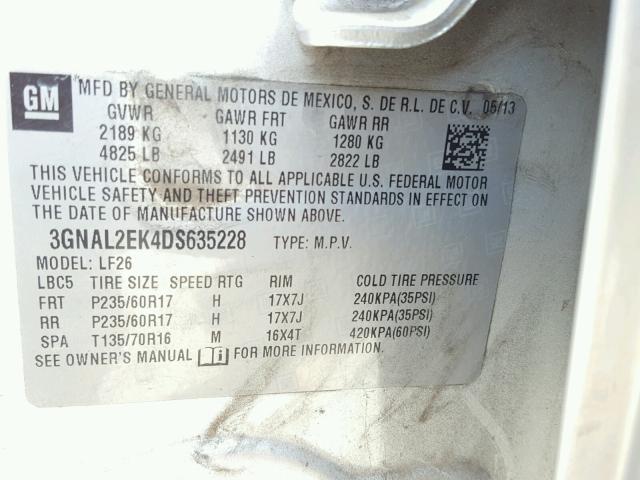 GM MFD BY GENERAL MOTORS DE MEXICO, S. DE R.L. DE C.V. 06/13
GVWR GAWR FRT GAWR RR
2189 KG 1130 KG 1280 KG
4825 LB 2491 LB 2822 LB
THIS VEHICLE CONFORMS TO ALL APPLICABLE U.S. FEDERAL MOTOR
VEHICLE SAFETY AND THEFT PREVENTION STANDARDS IN EFFECT ON
THE DATE OF MANUFACTURE SHOWN ABOVE.
3GNAL2EK4DS635228 TYPE: M.P.V.
MODEL: LF26
LBC5 TIRE SIZE SPEED RTG RIM COLD TIRE PRESSURE
FRT P235/60R17 H 17X7J 240KPA(35PSI)
RR P235/60R17 H 17X7J 240KPA(35PSI)
SPA T135/70R16 M 16X4T 420KPA(60PSI)
SEE OWNER'S MANUAL FOR MORE INFORMATION.